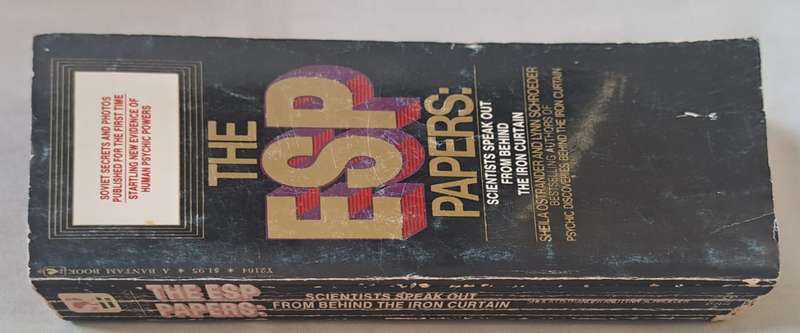 SOVIET SECRETS AND PHOTOS
PUBLISHED FOR THE FIRST TIME
STARTLING NEW EVIDENCE OF
HUMAN PSYCHIC POWERS
THE
ESP
PAPERS:
SCIENTISTS SPEAK OUT
FROM BEHIND
THE IRON CURTAIN
SHEILA OSTRANDER AND LYNN SCHROEDER
BESTSELLING AUTHORS OF
PSYCHIC DISCOVERIES BEHIND THE IRON CURTAIN
Y2164 ★ $1.95 ★ A BANTAM BOOK
THE ESP
PAPERS:
SCIENTISTS SPEAK OUT
FROM BEHIND THE IRON CURTAIN